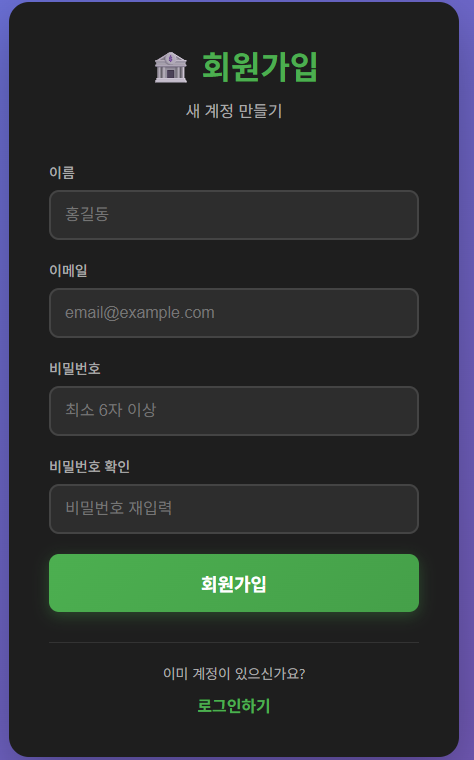 회원가입
새 계정 만들기
이름
홍길동
이메일
email@example.com
비밀번호
최소 6자 이상
비밀번호 확인
비밀번호 재입력
회원가입
이미 계정이 있으신가요?
로그인하기